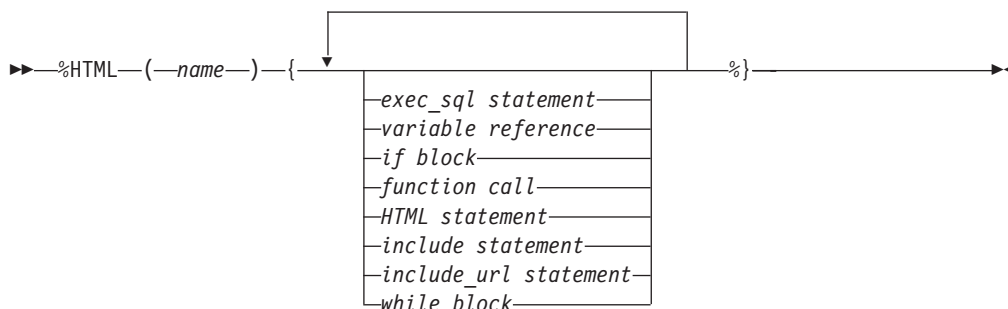 %HTML ( name ) { %}
exec_sql statement
variable reference
if block
function call
HTML statement
include statement
include_url statement
while block